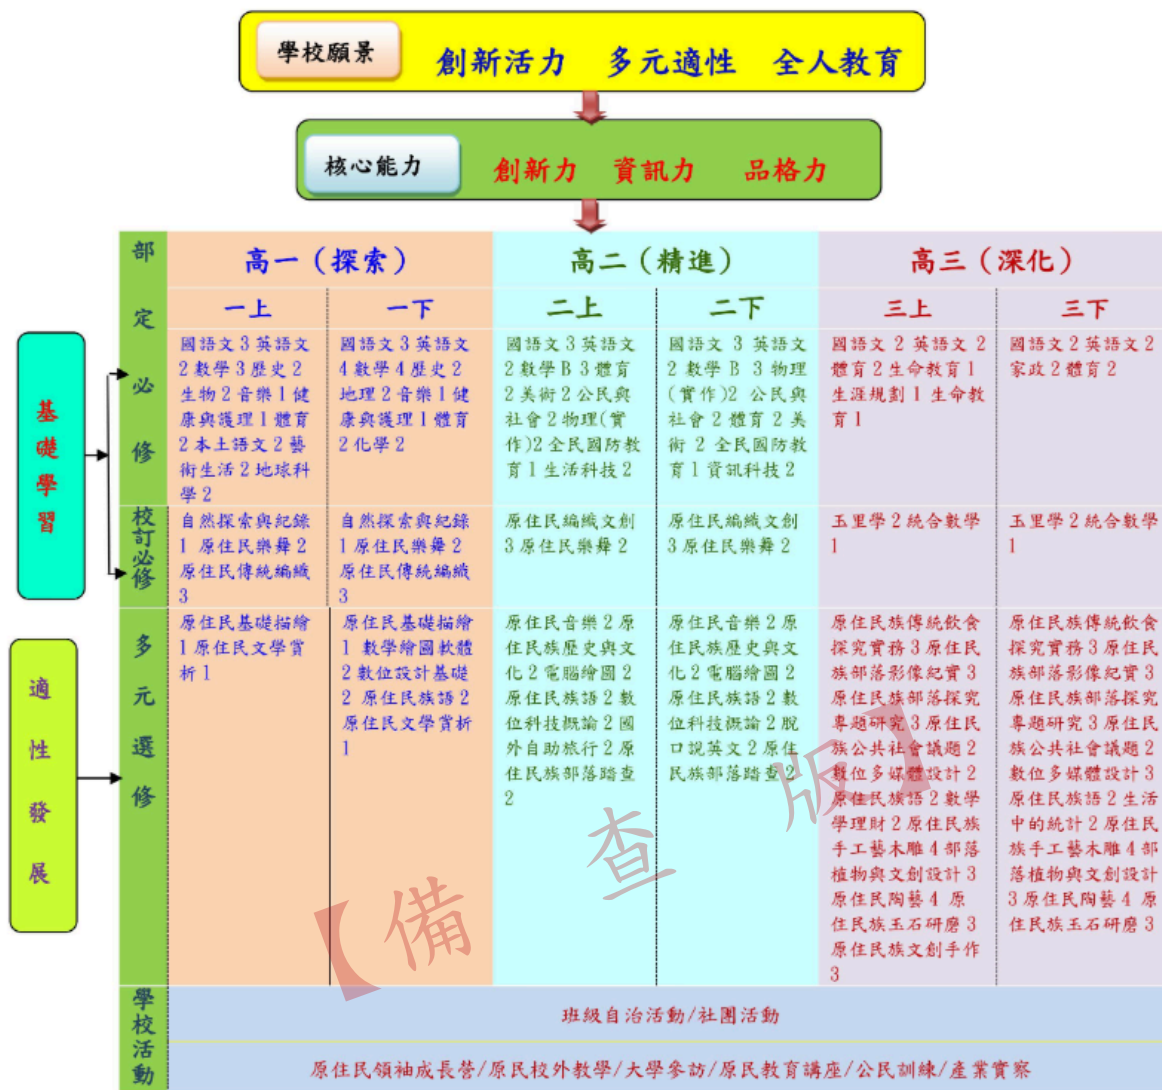 學校願景
創新活力 多元適性 全人教育
核心能力
創新力 資訊力 品格力
部定必修
高一（探索）
高二（精進）
高三（深化）
一上
一下
二上
二下
三上
三下
基礎學習
國語文 3 英語文
2 數學 3 歷史 2
生物 2 音樂 1 健
康與護理 1 體育
2 本土語文 2 藝
術生活 2 地球科
學 2
國語文 3 英語文
4 數學 4 歷史 2
地理 2 音樂 1 健
康與護理 1 體育
2 化學 2
國語文 3 英語文
2 數學 B 3 體育
2 美術 2 公民與
社會 2 物理(實
作)2 全民國防教
育 1 生活科技 2
國語文 3 英語文
2 數學 B 3 物理
(實作)2 公民與
社會 2 體育 2 美
術 2 全民國防教
育 1 資訊科技 2
國語文 2 英語文 2
體育 2 生命教育 1
生涯規劃 1 生命教
育 1
國語文 2 英語文 2
家政 2 體育 2
校訂必修
自然探索與紀錄
1 原住民樂舞 2
原住民傳統編織
3
自然探索與紀錄
1 原住民樂舞 2
原住民傳統編織
3
原住民編織文創
3 原住民樂舞 2
原住民編織文創
3 原住民樂舞 2
玉里學 2 統合數學
1
玉里學 2 統合數學
1
適性發展
多元選修
原住民基礎描繪
1 原住民文學賞
析 1
原住民基礎描繪
1 數學繪圖軟體
2 數位設計基礎
2 原住民族語 2
原住民文學賞析
1
原住民音樂 2 原
住民族歷史與文
化 2 電腦繪圖 2
原住民族語 2 數
位科技概論 2 國
外自助旅行 2 原
住民族部落踏查
2
原住民音樂 2 原
住民族歷史與文
化 2 電腦繪圖 2
原住民族語 2 數
位科技概論 2 脫
口說英文 2 原住
民族部落踏查 2
原住民族傳統飲食
探究實務 3 原住民
族部落影像紀實 3
原住民族部落探究
專題研究 3 原住民
族公共社會議題 2
數位多媒體設計 2
原住民族語 2 數學
學理財 2 原住民族
手工藝木雕 4 部落
植物與文創設計 3
原住民陶藝 4 原
住民族玉石研磨 3
原住民族文創手作
3
原住民族傳統飲食
探究實務 3 原住民
族部落影像紀實 3
原住民族部落探究
專題研究 3 原住民
族公共社會議題 2
數位多媒體設計 3
原住民族語 2 生活
中的統計 2 原住民
族手工藝木雕 4 部
落植物與文創設計
3 原住民陶藝 4 原
住民族玉石研磨 3
【備查版】
學校活動
班級自治活動/社團活動
原住民領袖成長營/原民校外教學/大學參訪/原民教育講座/公民訓練/產業實察